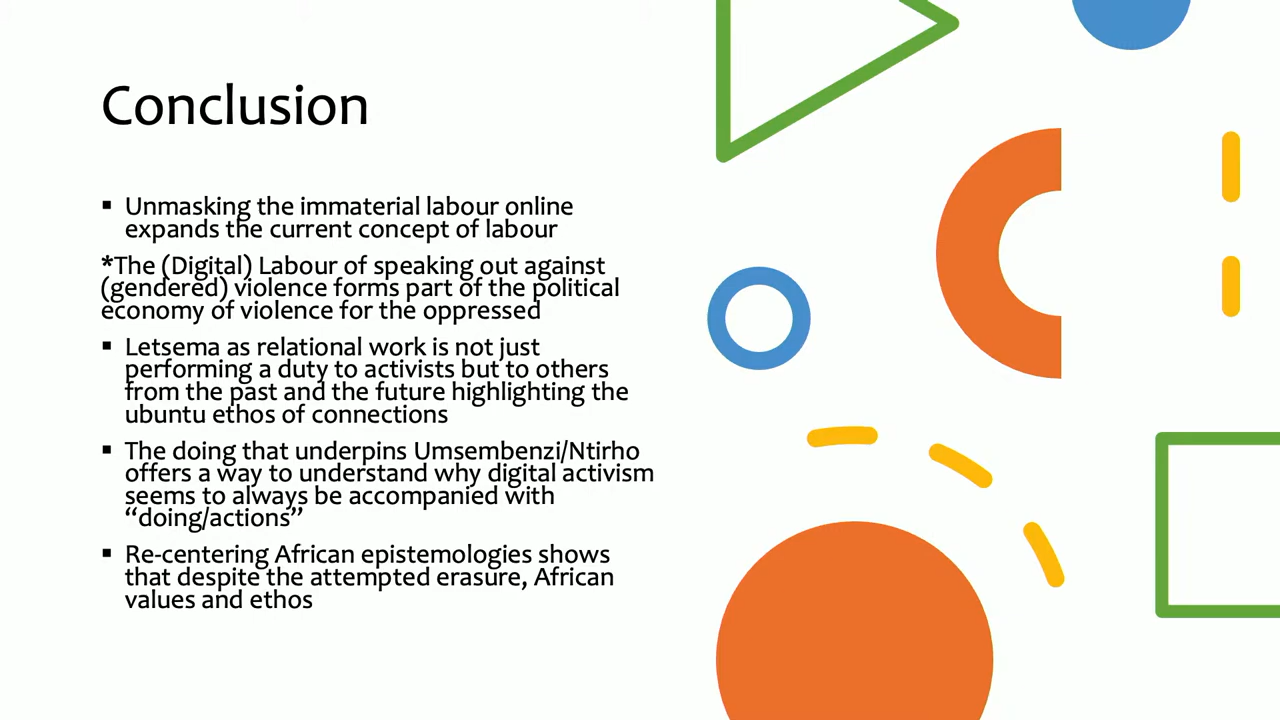 Conclusion
▪ Unmasking the immaterial labour online
expands the current concept of labour
*The (Digital) Labour of speaking out against
(gendered) violence forms part of the political
economy of violence for the oppressed
▪ Letsema as relational work is not just
performing a duty to activists but to others
from the past and the future highlighting the
ubuntu ethos of connections
▪ The doing that underpins Umsembenzi/Ntirho
offers a way to understand why digital activism
seems to always be accompanied with
“doing/actions”
▪ Re-centering African epistemologies shows
that despite the attempted erasure, African
values and ethos